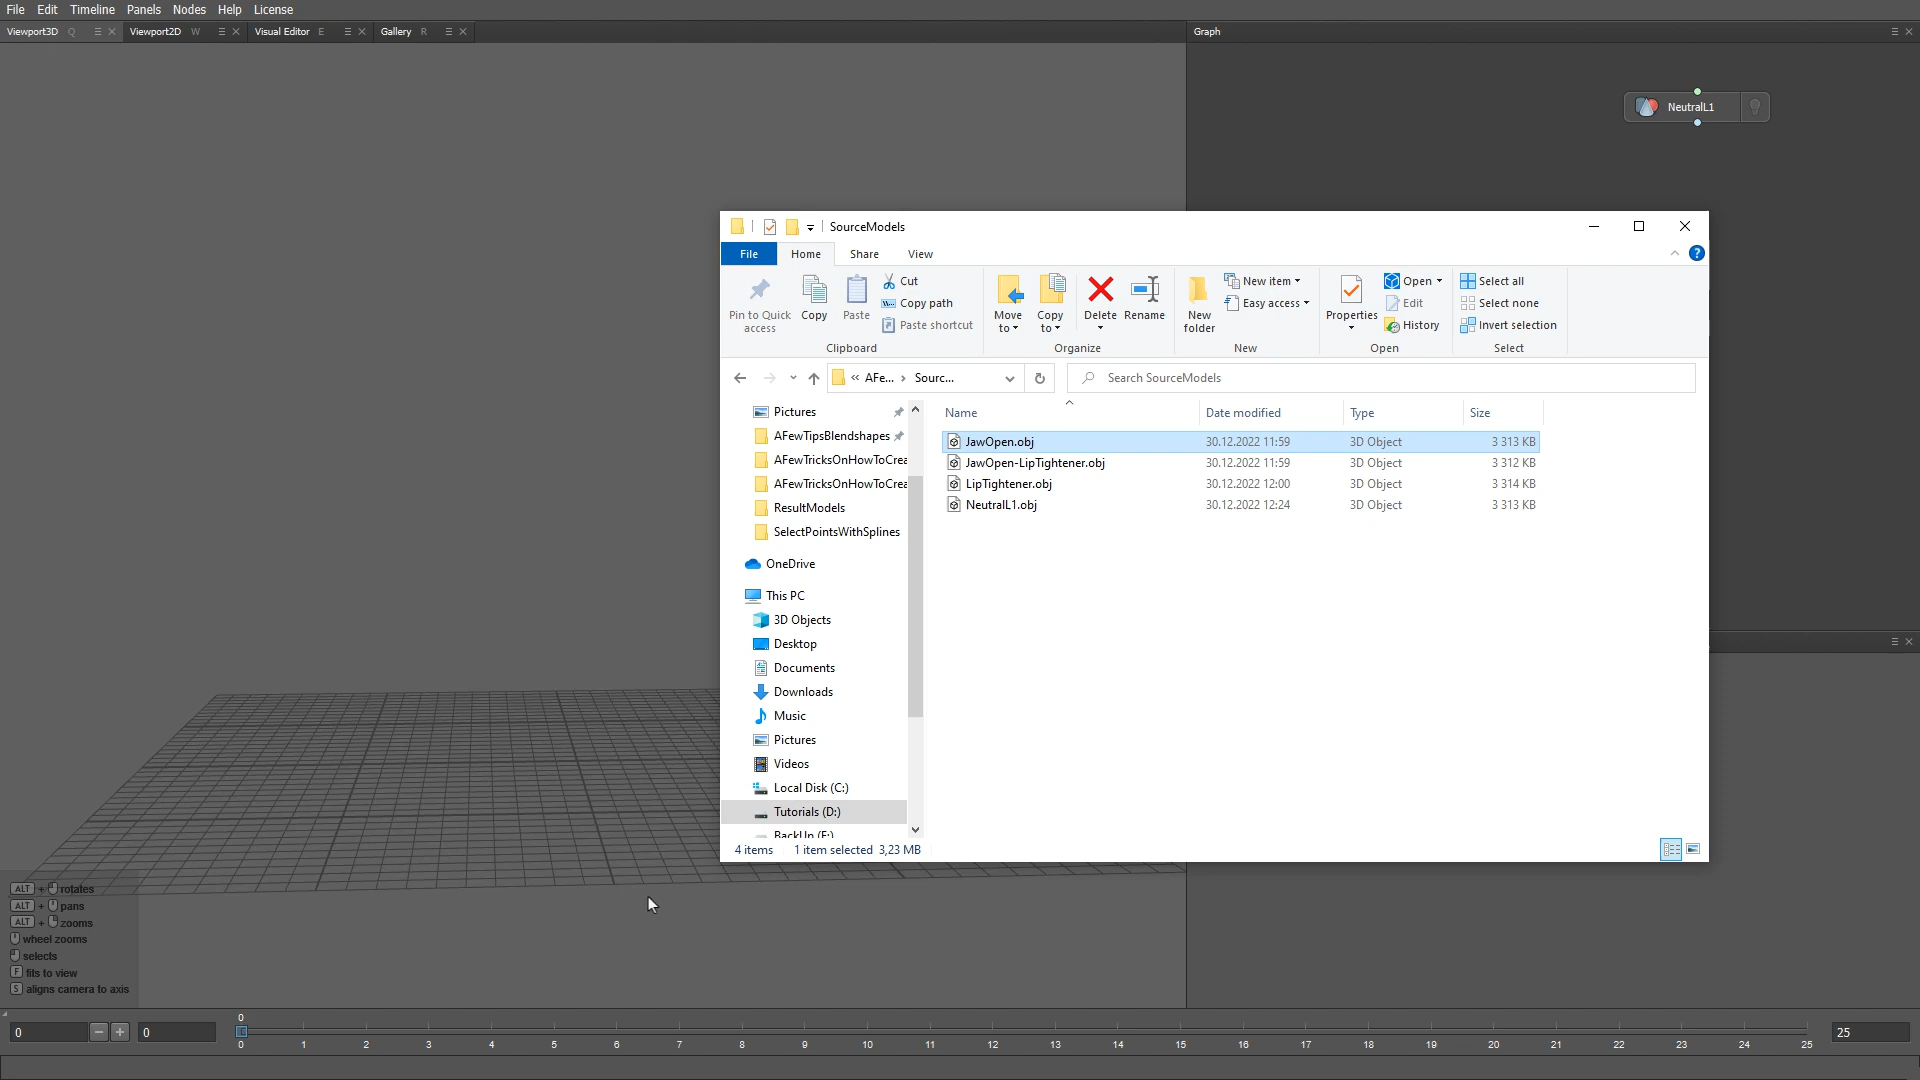 File Edit Timeline Panels Nodes Help License
Viewport3D Q Viewport2D W Visual Editor E Gallery R Graph
NeutralL1
SourceModels
File Home Share View
Pin to Quick access
Copy
Paste
Cut
Copy path
Paste shortcut
Clipboard
Move to
Copy to
Delete
Rename
Organize
New folder
New item
Easy access
New
Properties
Open
Edit
History
Open
Select all
Select none
Invert selection
Select
« AFe... › Sourc...
Search SourceModels
Name Date modified Type Size
JawOpen.obj 30.12.2022 11:59 3D Object 3 313 KB
JawOpen-LipTightener.obj 30.12.2022 11:59 3D Object 3 312 KB
LipTightener.obj 30.12.2022 12:00 3D Object 3 314 KB
NeutralL1.obj 30.12.2022 12:24 3D Object 3 313 KB
Pictures
AFewTipsBlendshapes
AFewTricksOnHowToCrea
AFewTricksOnHowToCrea
ResultModels
SelectPointsWithSplines
OneDrive
This PC
3D Objects
Desktop
Documents
Downloads
Music
Pictures
Videos
Local Disk (C:)
Tutorials (D:)
BackUp (F:)
4 items 1 item selected 3,23 MB
ALT + rotates
ALT + pans
ALT + zooms
wheel zooms
selects
F fits to view
S aligns camera to axis
0
0 − + 0 25
0 1 2 3 4 5 6 7 8 9 10 11 12 13 14 15 16 17 18 19 20 21 22 23 24 25